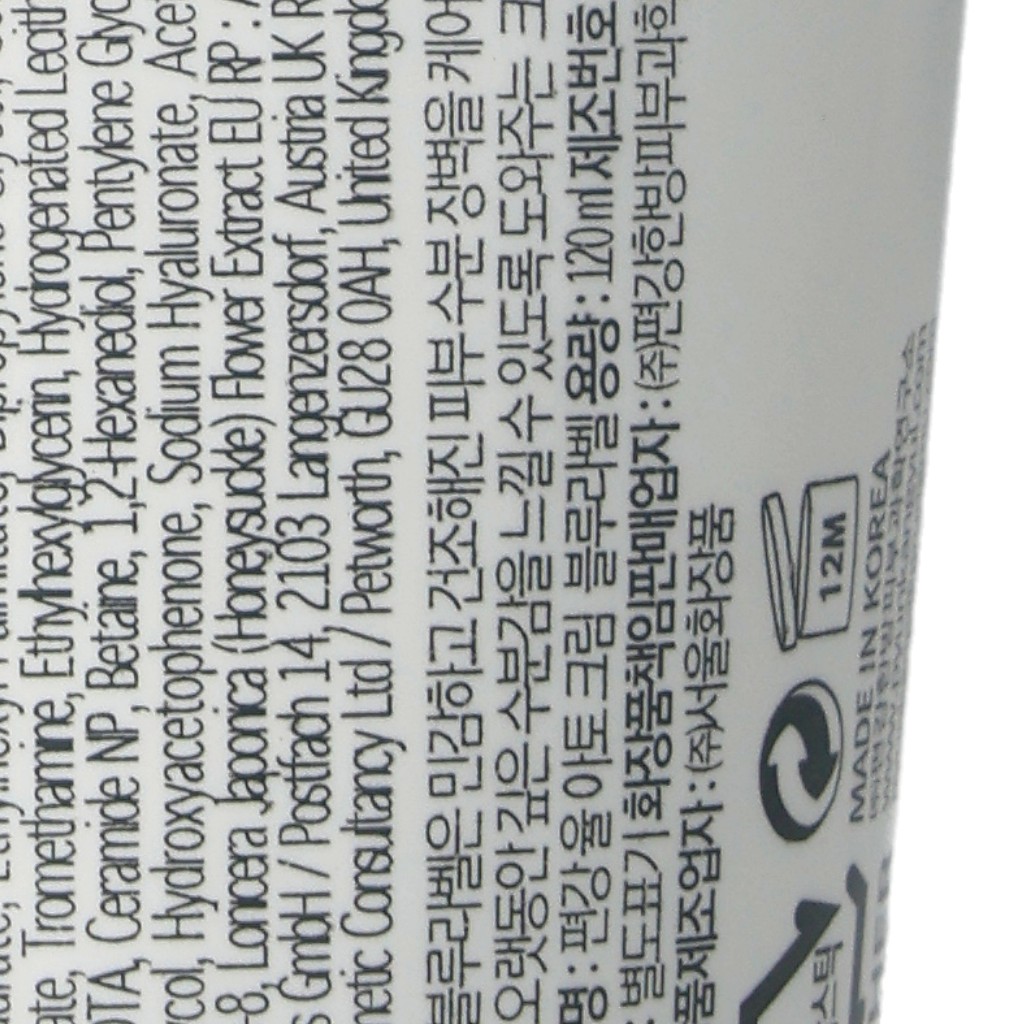 Tromethamine, Ethylhexylglycerin, Hydrogenated Lecith
Ceramide NP, Betaine, 1,2-Hexanediol, Pentylene Glyc
Hydroxyacetophenone, Sodium Hyaluronate, Acet
-8, Lonicera Japonica (Honeysuckle) Flower Extract EU RP :
s GmbH / Postfach 14, 2103 Langenzersdorf, Austria UK R
metic Consultancy Ltd / Petworth, GU28 0AH, United Kingdo
블루라벨은 민감하고 건조해진 피부 수분 장벽을 케어
오랫동안 깊은 수분감을 느낄 수 있도록 도와주는 크
명 : 편강 율 아토 크림 블루라벨 용량 : 120ml 제조번호
: 별도표기 화장품책임판매업자 : (주)편강한방피부과학
품제조업자 : (주)서울화장품
12M
MADE IN KOREA
스틱